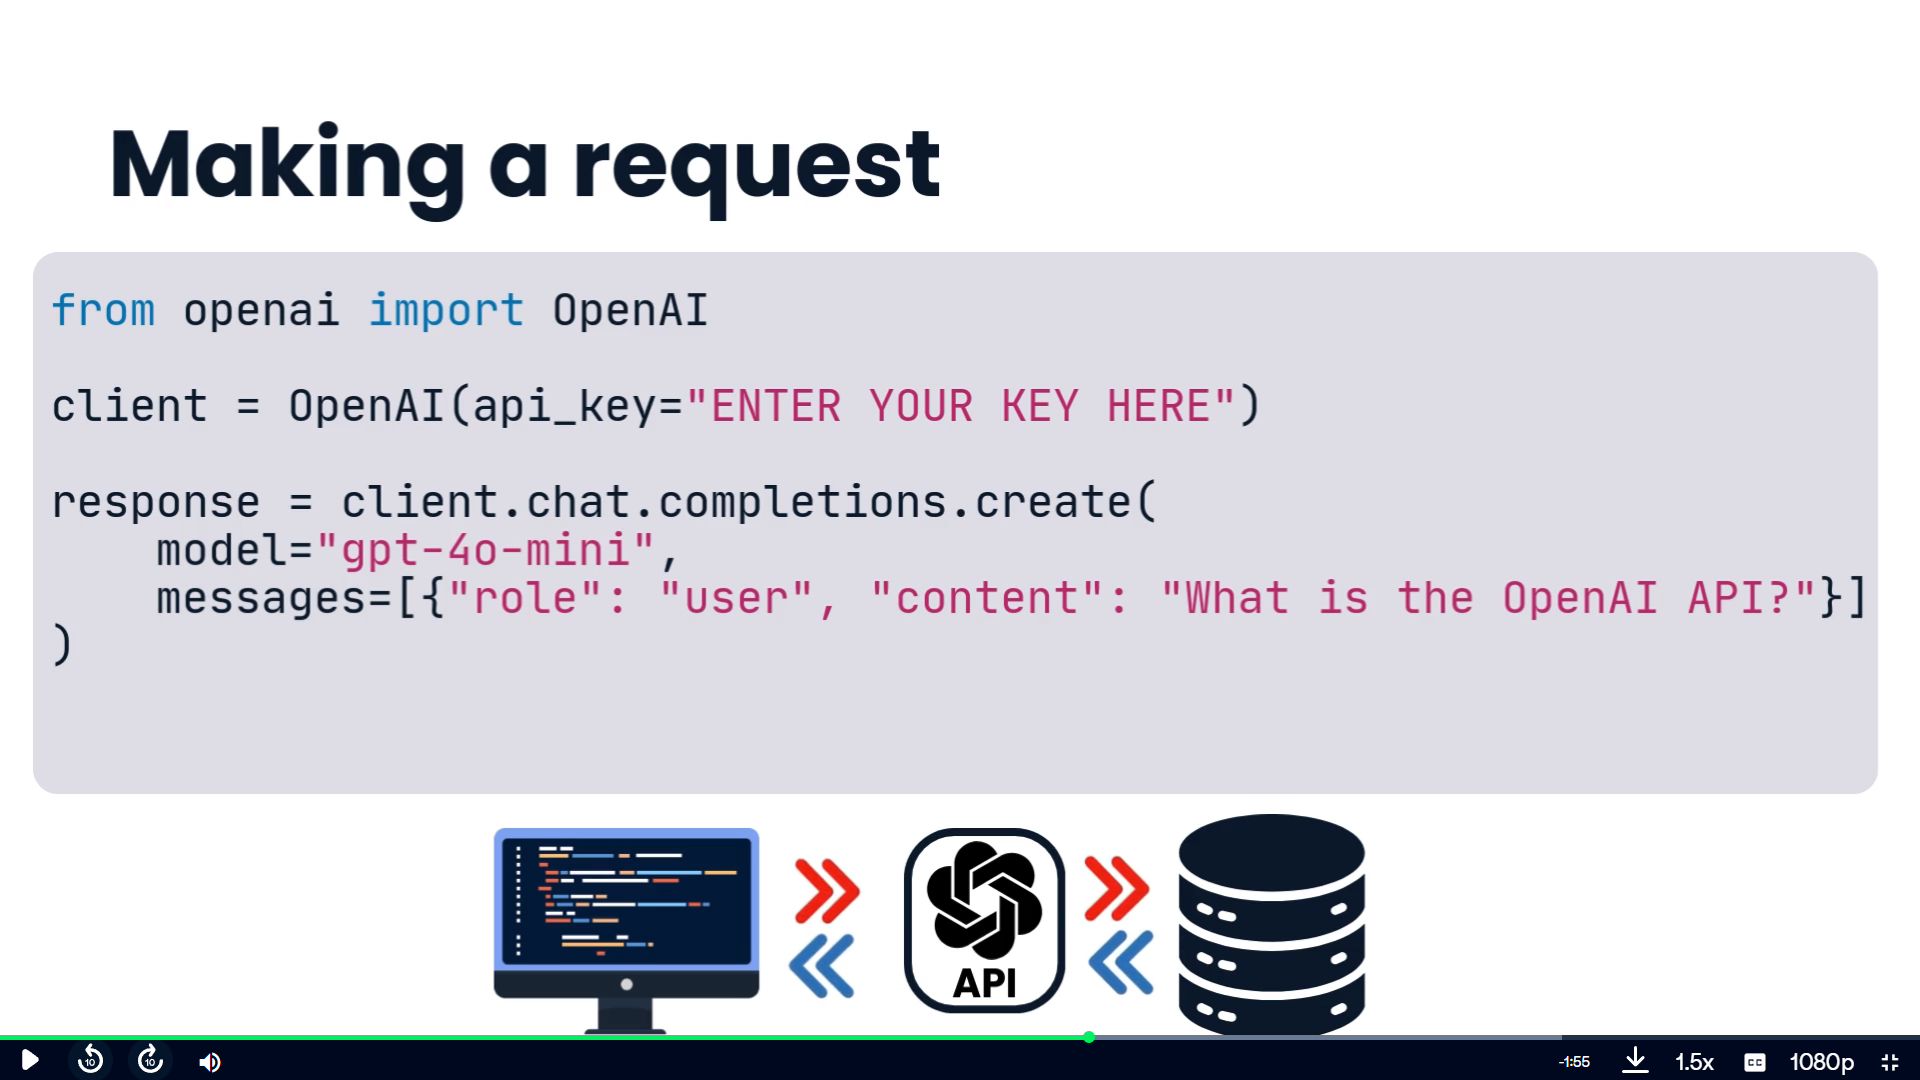 Making a request
from openai import OpenAI
client = OpenAI(api_key="ENTER YOUR KEY HERE")
response = client.chat.completions.create(
    model="gpt-4o-mini",
    messages=[{"role": "user", "content": "What is the OpenAI API?"}]
)
API
10
10
-1:55
1.5x
CC
1080p